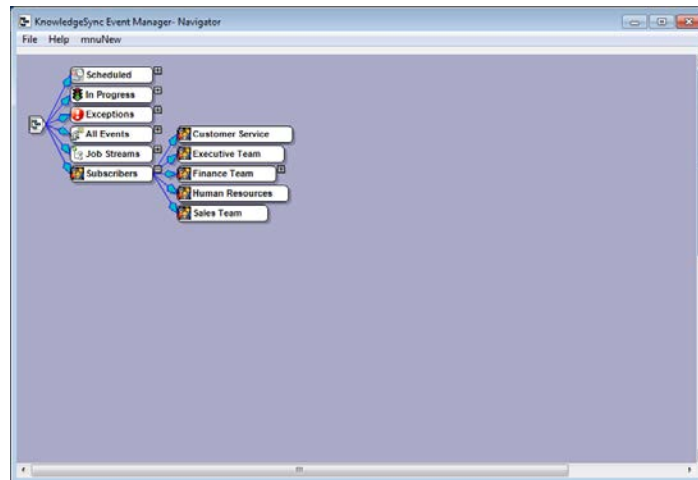 KnowledgeSync Event Manager- Navigator
File Help mnuNew
Scheduled
In Progress
Exceptions
All Events
Job Streams
Subscribers
Customer Service
Executive Team
Finance Team
Human Resources
Sales Team